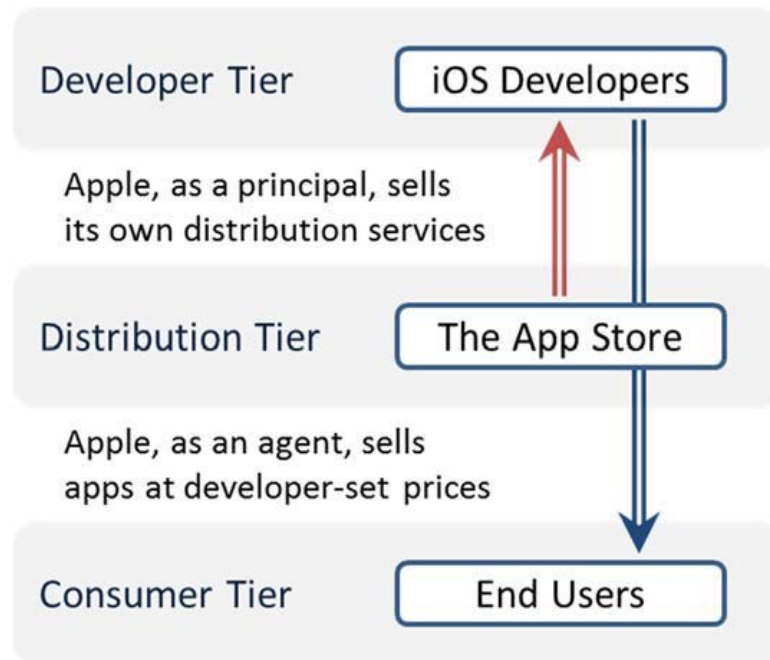 Developer Tier
iOS Developers
Apple, as a principal, sells
its own distribution services
Distribution Tier
The App Store
Apple, as an agent, sells
apps at developer-set prices
Consumer Tier
End Users